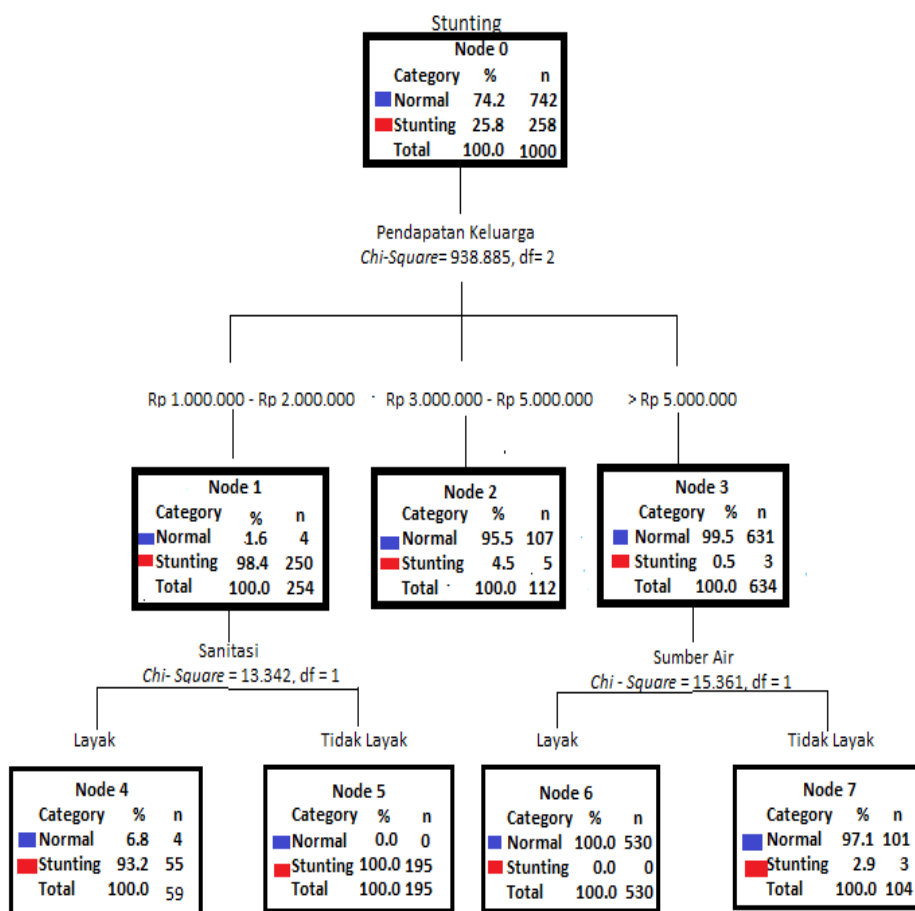 Stunting
Node 0
Category % n
Normal 74.2 742
Stunting 25.8 258
Total 100.0 1000
Pendapatan Keluarga
Chi-Square= 938.885, df= 2
Rp 1.000.000 - Rp 2.000.000
Rp 3.000.000 - Rp 5.000.000
> Rp 5.000.000
Node 1
Category % n
Normal 1.6 4
Stunting 98.4 250
Total 100.0 254
Node 2
Category % n
Normal 95.5 107
Stunting 4.5 5
Total 100.0 112
Node 3
Category % n
Normal 99.5 631
Stunting 0.5 3
Total 100.0 634
Sanitasi
Chi- Square = 13.342, df = 1
Sumber Air
Chi - Square = 15.361, df = 1
Layak
Tidak Layak
Layak
Tidak Layak
Node 4
Category % n
Normal 6.8 4
Stunting 93.2 55
Total 100.0 59
Node 5
Category % n
Normal 0.0 0
Stunting 100.0 195
Total 100.0 195
Node 6
Category % n
Normal 100.0 530
Stunting 0.0 0
Total 100.0 530
Node 7
Category % n
Normal 97.1 101
Stunting 2.9 3
Total 100.0 104